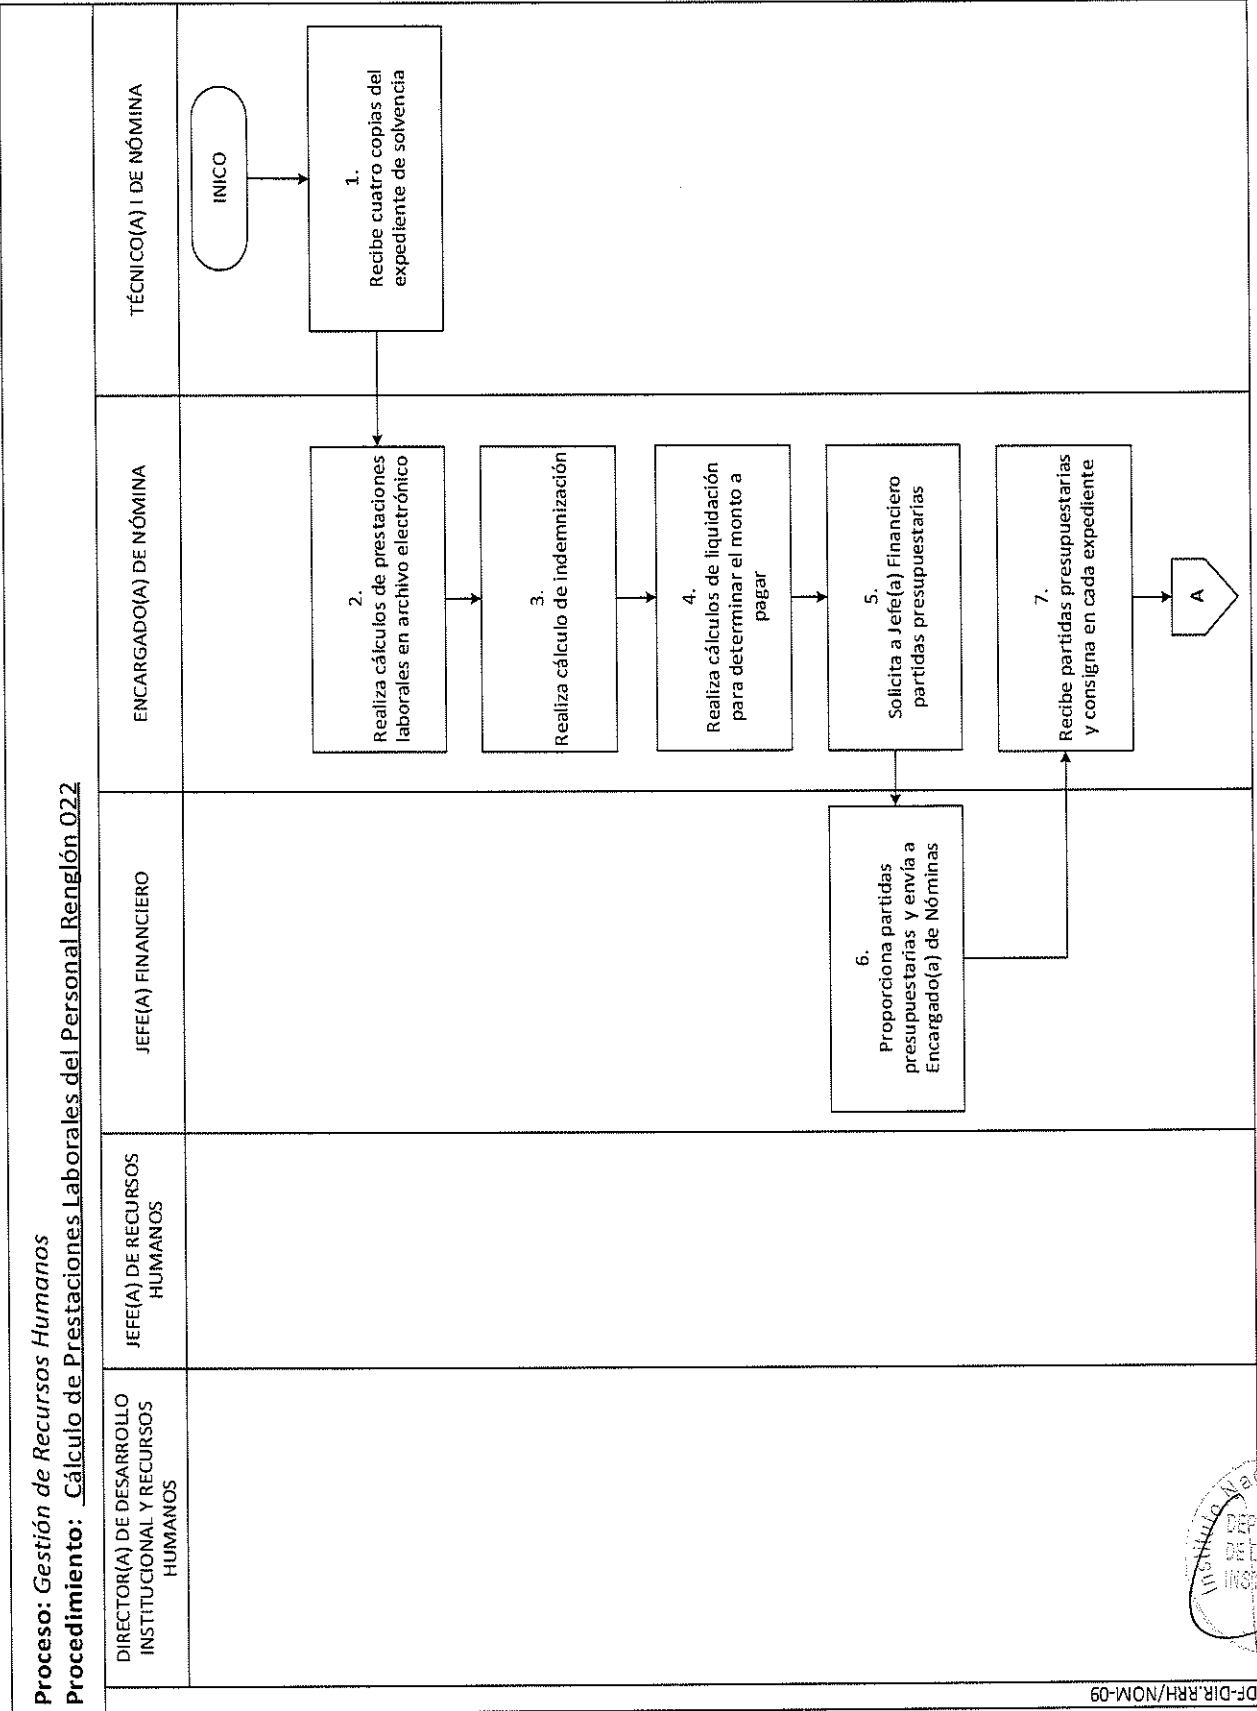 Proceso: Gestión de Recursos Humanos
Procedimiento: Cálculo de Prestaciones Laborales del Personal Renglón 022
DIRECTOR(A) DE DESARROLLO
INSTITUCIONAL Y RECURSOS
HUMANOS
JEFE(A) DE RECURSOS
HUMANOS
JEFE(A) FINANCIERO
ENCARGADO(A) DE NÓMINA
TÉCNICO(A) I DE NÓMINA
INICO
1.
Recibe cuatro copias del
expediente de solvencia
2.
Realiza cálculos de prestaciones
laborales en archivo electrónico
3.
Realiza cálculo de indemnización
4.
Realiza cálculos de liquidación
para determinar el monto a
pagar
5.
Solicita a Jefe(a) Financiero
partidas presupuestarias
6.
Proporciona partidas
presupuestarias y envía a
Encargado(a) de Nóminas
7.
Recibe partidas presupuestarias
y consigna en cada expediente
A
DF-DIR.RRH/NOM-09
Instituto Na